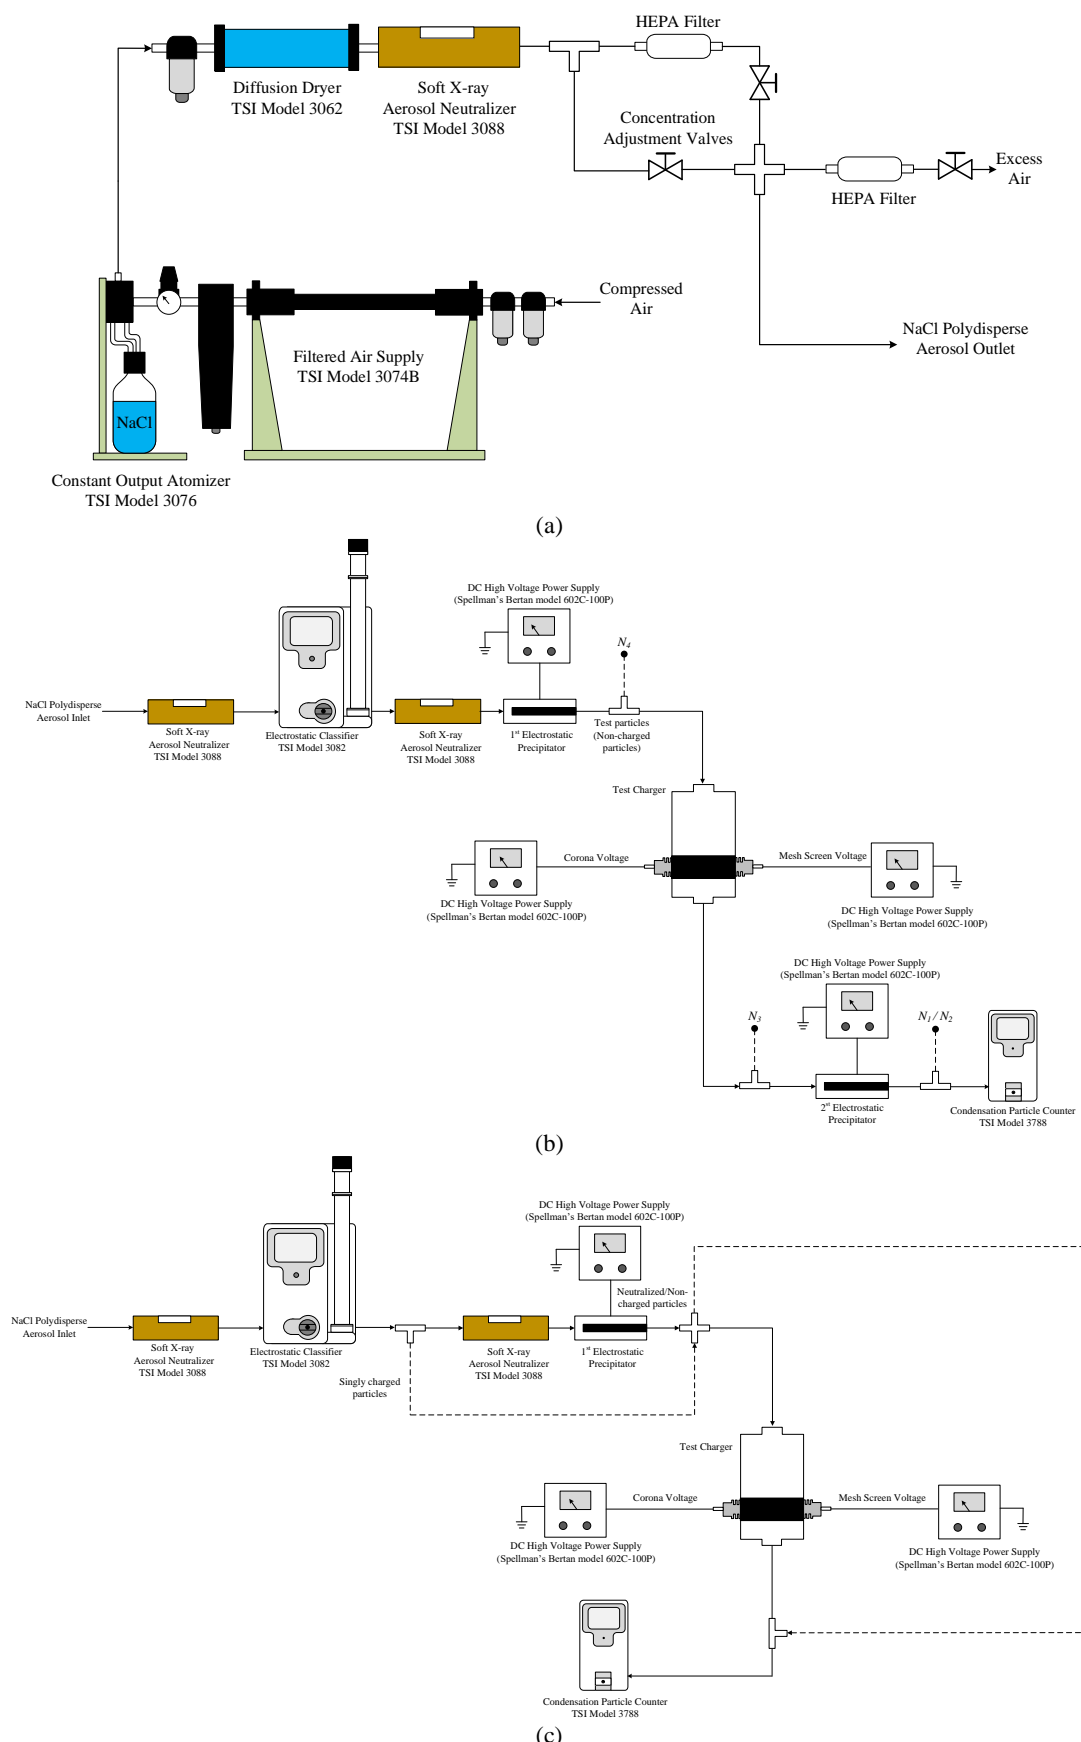 HEPA Filter
Diffusion Dryer
TSI Model 3062
Soft X-ray
Aerosol Neutralizer
TSI Model 3088
Concentration
Adjustment Valves
Excess
Air
HEPA Filter
Compressed
Air
NaCl Polydisperse
Aerosol Outlet
Filtered Air Supply
TSI Model 3074B
NaCl
Constant Output Atomizer
TSI Model 3076
(a)
DC High Voltage Power Supply
(Spellman's Bertan model 602C-100P)
N4
NaCl Polydisperse
Aerosol Inlet
Soft X-ray
Aerosol Neutralizer
TSI Model 3088
Electrostatic Classifier
TSI Model 3082
Soft X-ray
Aerosol Neutralizer
TSI Model 3088
1st Electrostatic
Precipitator
Test particles
(Non-charged
particles)
Test Charger
Corona Voltage
Mesh Screen Voltage
DC High Voltage Power Supply
(Spellman's Bertan model 602C-100P)
DC High Voltage Power Supply
(Spellman's Bertan model 602C-100P)
DC High Voltage Power Supply
(Spellman's Bertan model 602C-100P)
N3
N1 / N2
2st Electrostatic
Precipitator
Condensation Particle Counter
TSI Model 3788
(b)
DC High Voltage Power Supply
(Spellman's Bertan model 602C-100P)
Neutralized/Non-
charged particles
NaCl Polydisperse
Aerosol Inlet
Soft X-ray
Aerosol Neutralizer
TSI Model 3088
Electrostatic Classifier
TSI Model 3082
Soft X-ray
Aerosol Neutralizer
TSI Model 3088
1st Electrostatic
Precipitator
Singly charged
particles
Test Charger
Corona Voltage
Mesh Screen Voltage
DC High Voltage Power Supply
(Spellman's Bertan model 602C-100P)
DC High Voltage Power Supply
(Spellman's Bertan model 602C-100P)
Condensation Particle Counter
TSI Model 3788
(c)